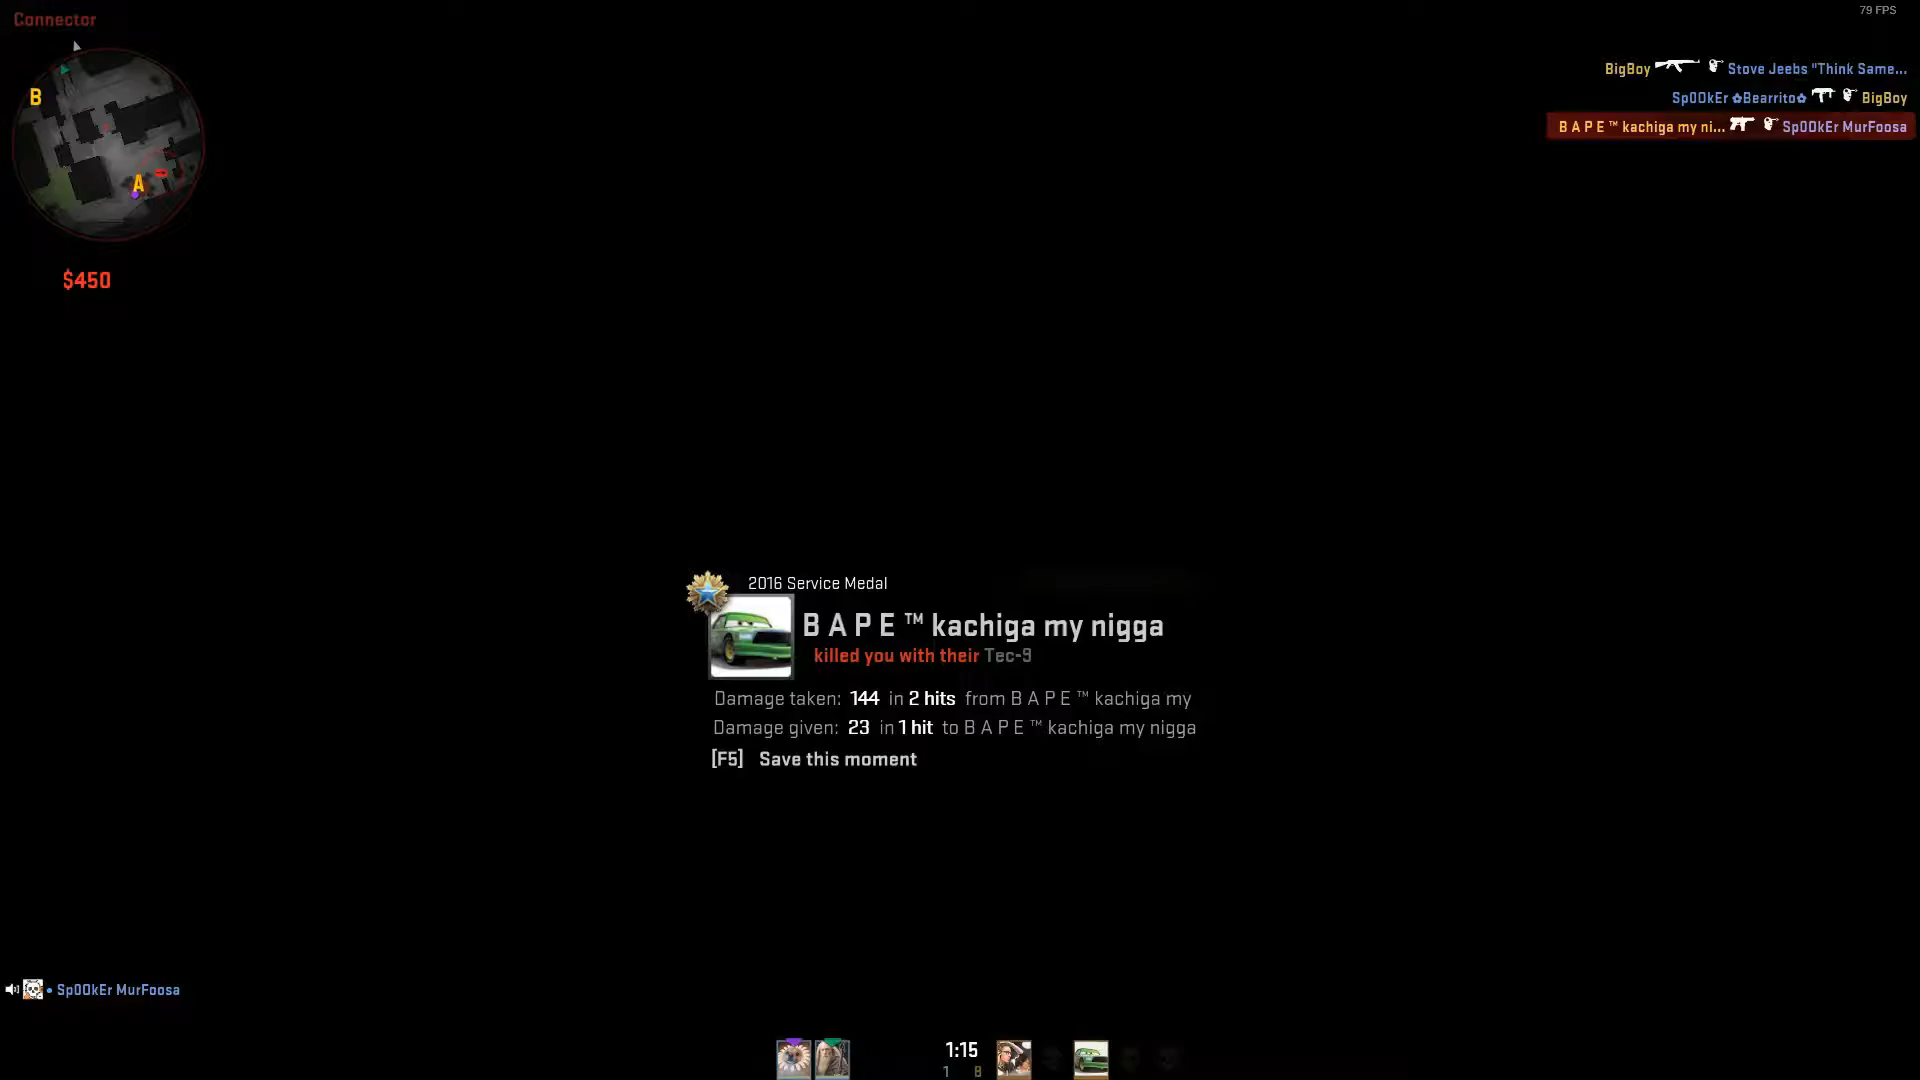 Connector
79 FPS
B
A
$450
BigBoy Stove Jeebs "Think Same...
Sp00kEr ✿Bearrito✿ BigBoy
B A P E ™ kachiga my ni... Sp00kEr MurFoosa
2016 Service Medal
B A P E ™ kachiga my nigga
killed you with their Tec-9
Damage taken: 144 in 2 hits from B A P E ™ kachiga my
Damage given: 23 in 1 hit to B A P E ™ kachiga my nigga
[F5] Save this moment
Sp00kEr MurFoosa
1:15
1 8